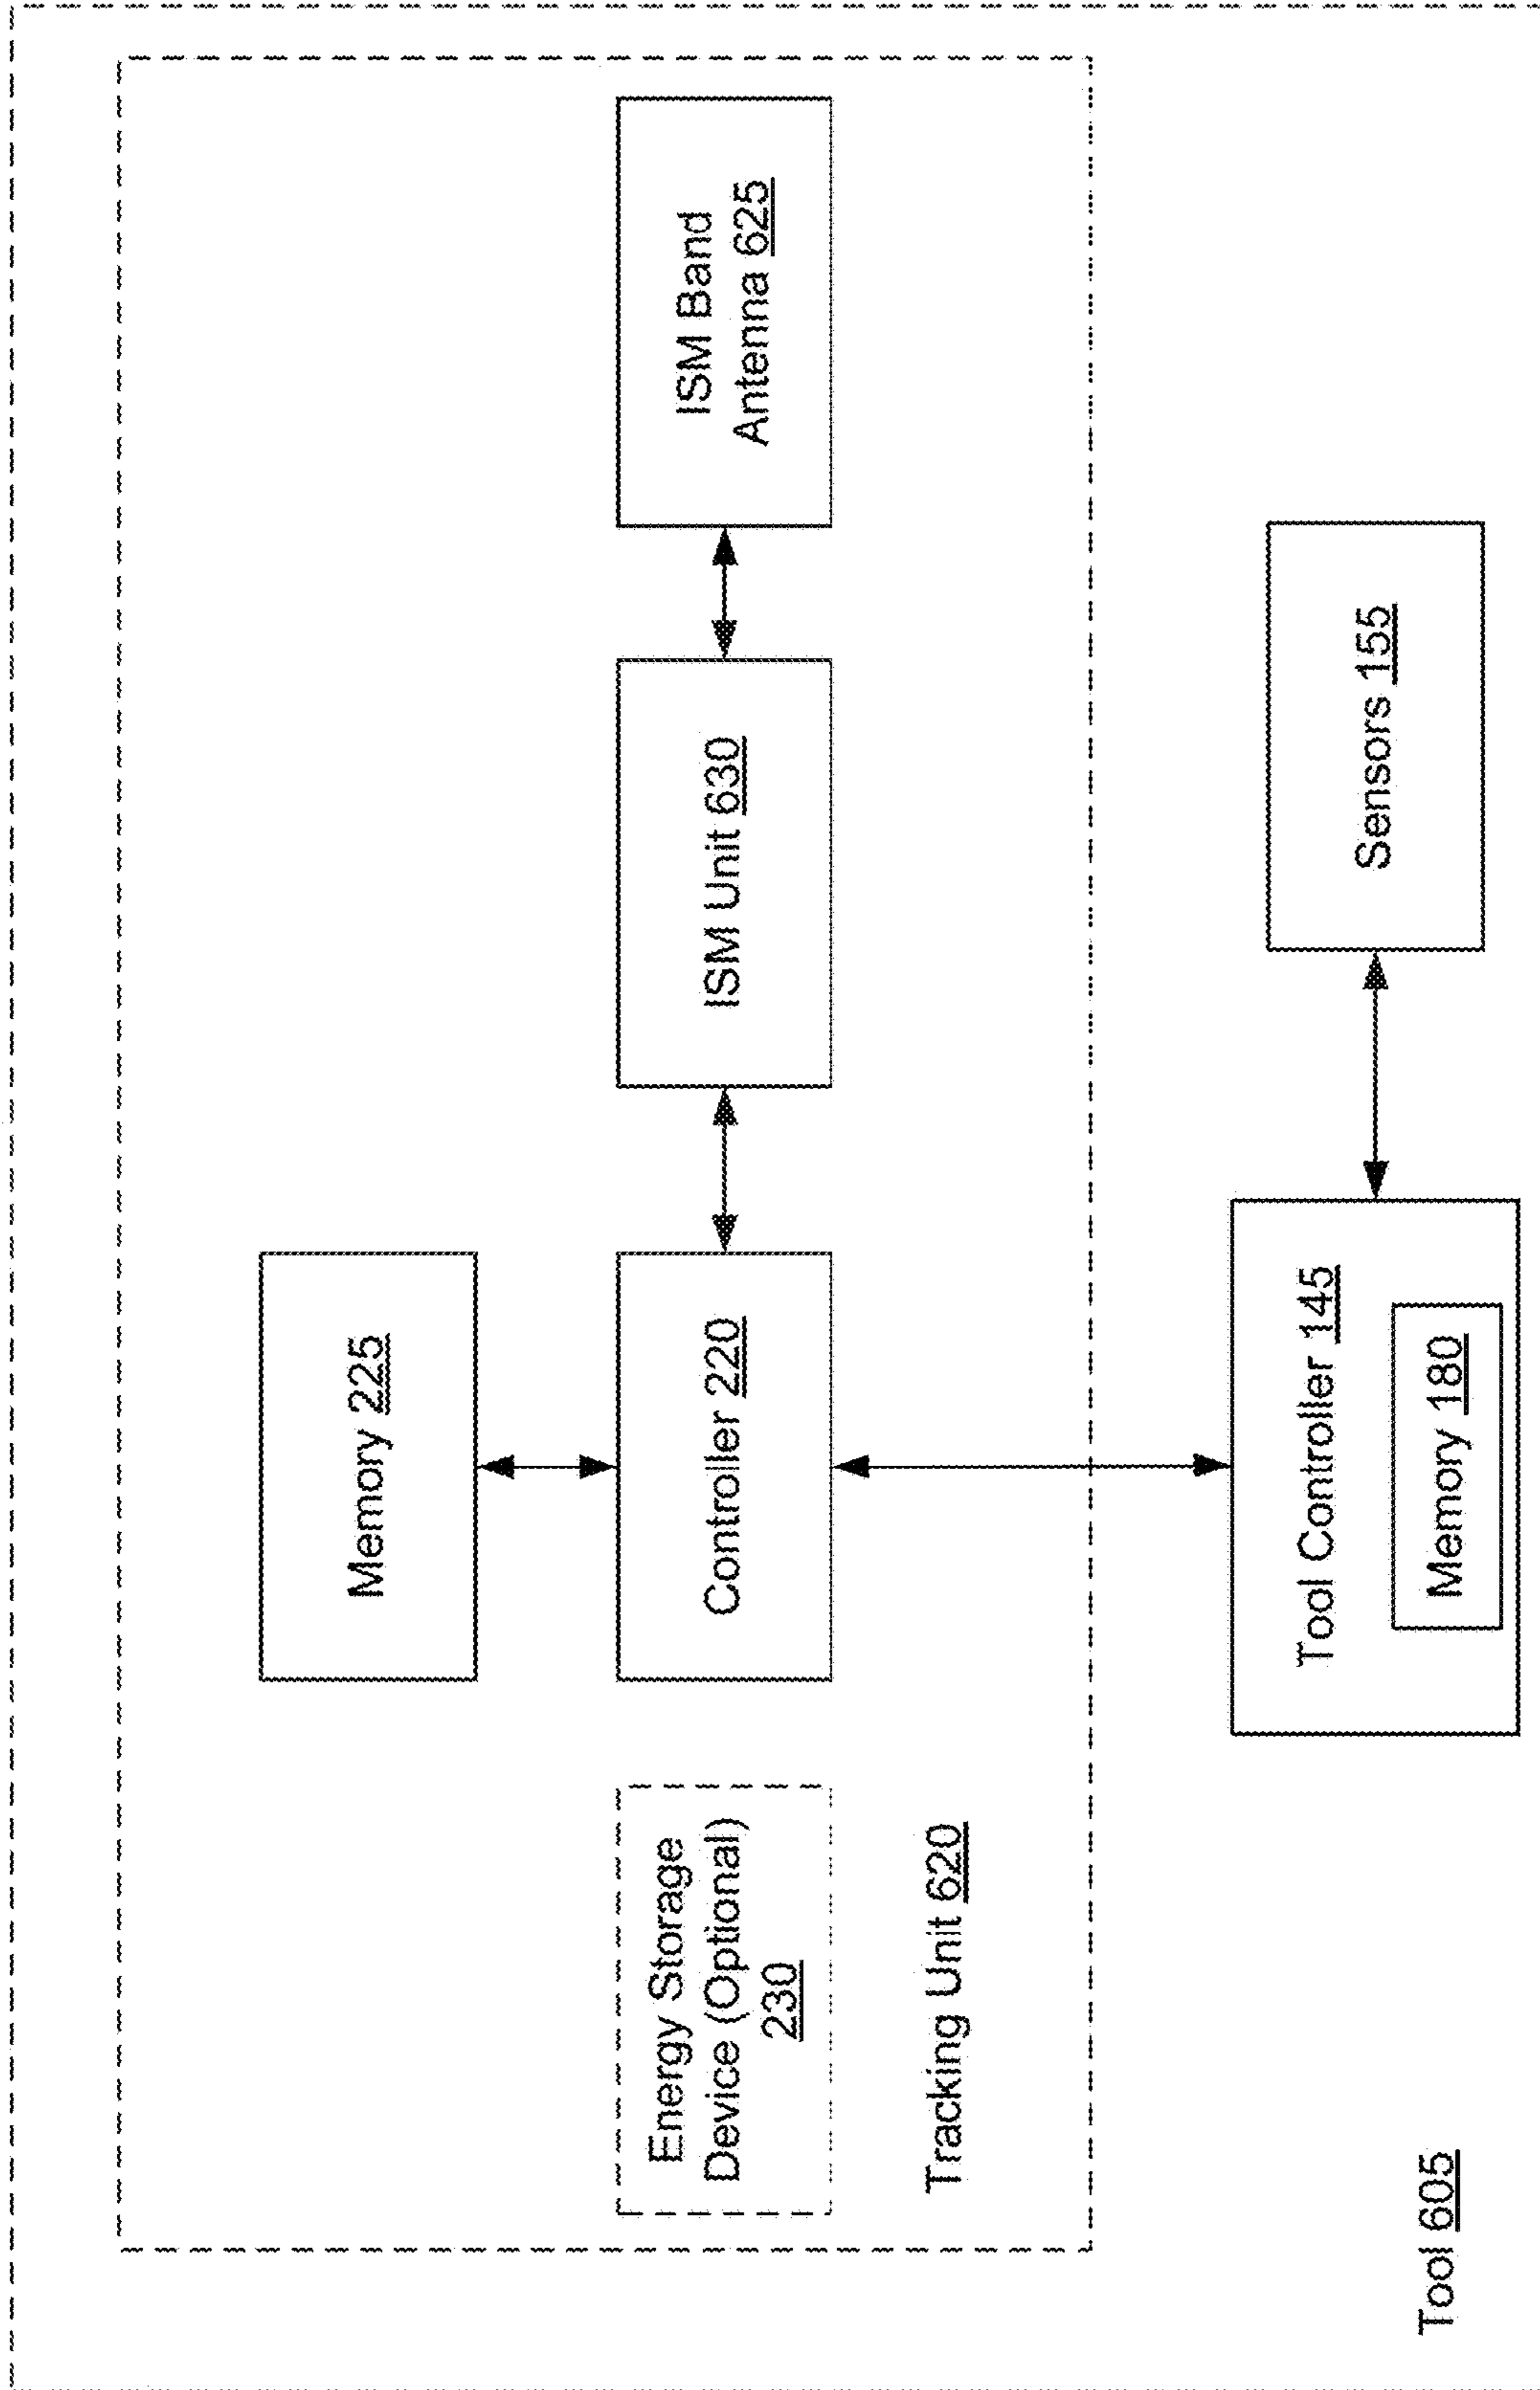 Memory 225
Energy Storage
Device (Optional)
230
Controller 220
ISM Unit 630
ISM Band
Antenna 625
Tracking Unit 620
Tool Controller 145
Memory 180
Sensors 155
Tool 605